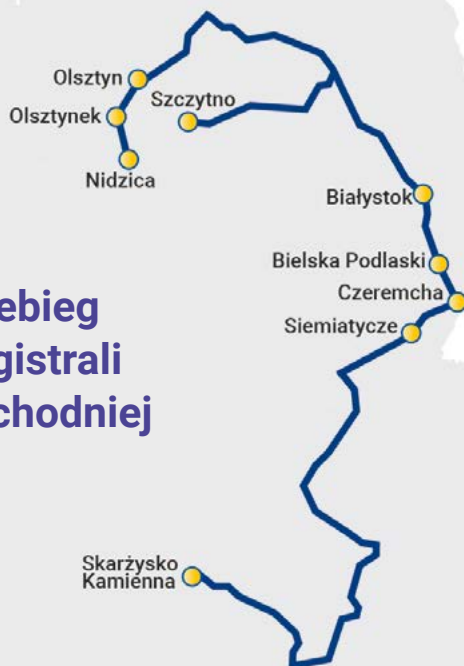 Olsztyn
Szczytno
Olsztynek
Nidzica
Białystok
Bielska Podlaski
Czeremcha
Siemiatycze
ebieg
gistrali
chodniej
Skarżysko
Kamienna